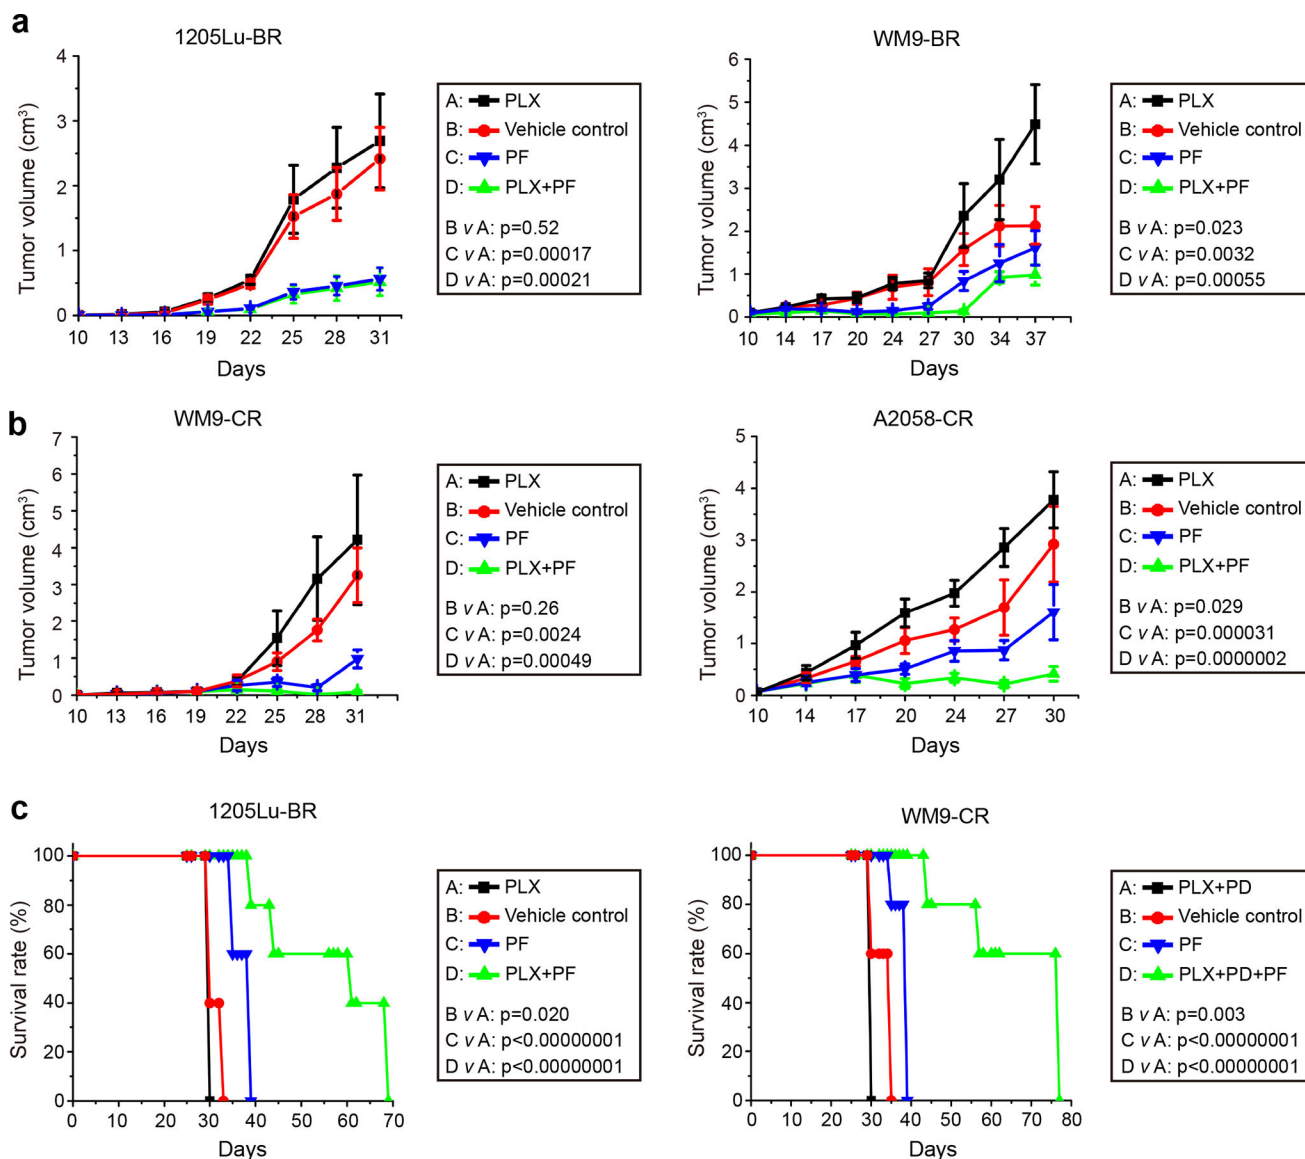 a
1205Lu-BR
Tumor volume (cm³)
4
3
2
1
0
10 13 16 19 22 25 28 31
Days
A: PLX
B: Vehicle control
C: PF
D: PLX+PF
B v A: p=0.52
C v A: p=0.00017
D v A: p=0.00021
WM9-BR
Tumor volume (cm³)
6
5
4
3
2
1
0
10 14 17 20 24 27 30 34 37
Days
A: PLX
B: Vehicle control
C: PF
D: PLX+PF
B v A: p=0.023
C v A: p=0.0032
D v A: p=0.00055
b
WM9-CR
Tumor volume (cm³)
7
6
5
4
3
2
1
0
10 13 16 19 22 25 28 31
Days
A: PLX
B: Vehicle control
C: PF
D: PLX+PF
B v A: p=0.26
C v A: p=0.0024
D v A: p=0.00049
A2058-CR
Tumor volume (cm³)
5
4
3
2
1
0
10 14 17 20 24 27 30
Days
A: PLX
B: Vehicle control
C: PF
D: PLX+PF
B v A: p=0.029
C v A: p=0.000031
D v A: p=0.0000002
c
1205Lu-BR
Survival rate (%)
100
80
60
40
20
0
0 10 20 30 40 50 60 70
Days
A: PLX
B: Vehicle control
C: PF
D: PLX+PF
B v A: p=0.020
C v A: p<0.00000001
D v A: p<0.00000001
WM9-CR
Survival rate (%)
100
80
60
40
20
0
0 10 20 30 40 50 60 70 80
Days
A: PLX+PD
B: Vehicle control
C: PF
D: PLX+PD+PF
B v A: p=0.003
C v A: p<0.00000001
D v A: p<0.00000001